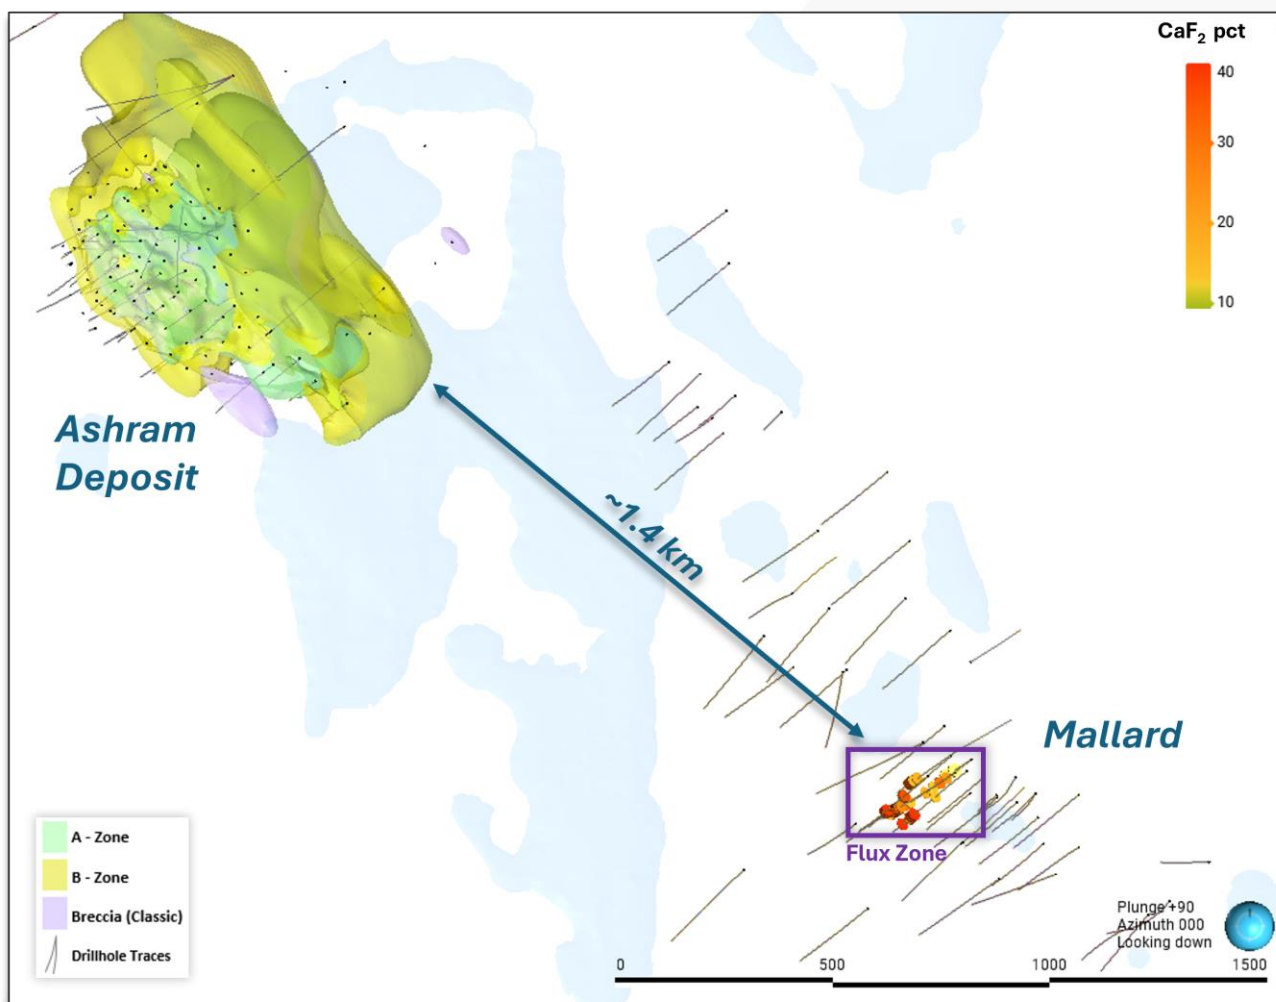 CaF₂ pct
40
30
20
10
Ashram
Deposit
~1.4 km
Mallard
Flux Zone
A - Zone
B - Zone
Breccia (Classic)
Drillhole Traces
Plunge +90
Azimuth 000
Looking down
0 500 1000 1500